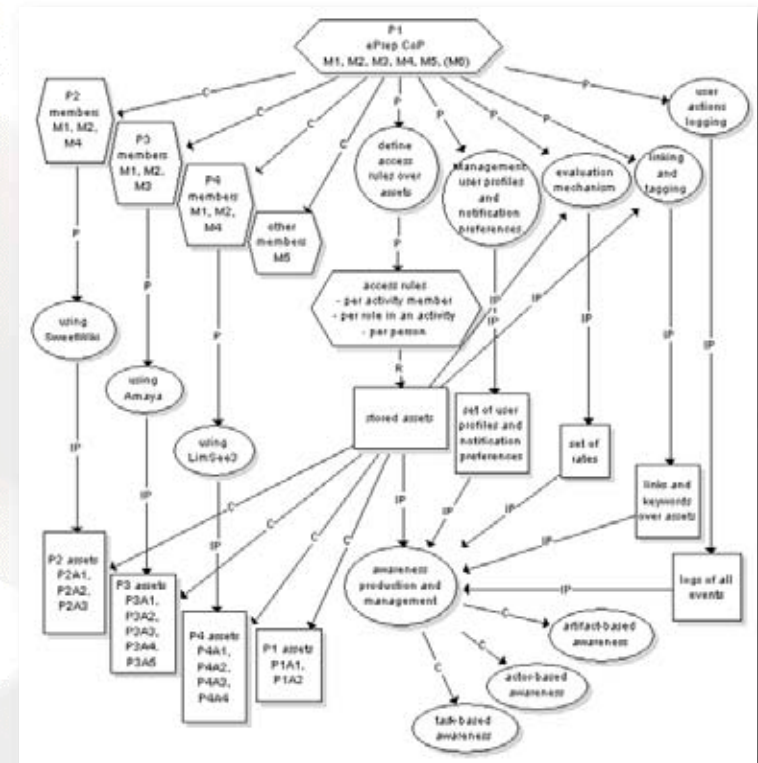 P1
ePrep CoP
M1, M2, M3, M4, M5, (M6)
P2
members
M1, M2,
M4
P3
members
M1, M2,
M3
P4
members
M1, M2,
M4
other
members
M5
define
access
rules over
assets
Management
user profiles
and
notification
preferences
evaluation
mechanism
linking
and
tagging
user
actions
logging
C
C
C
C
P
P
P
P
P
P
P
P
P
access rules
- per activity member
- per role in an activity
- per person
using
SweetWiki
using
Amaya
using
LimSee3
R
IP
IP
IP
IP
IP
IP
stored assets
set of user
profiles and
notification
preferences
set of
rates
links and
keywords
over assets
logs of all
events
IP
IP
IP
C
C
C
C
IP
IP
IP
IP
IP
P2 assets
P2A1,
P2A2,
P2A3
P3 assets
P3A1,
P3A2,
P3A3,
P3A4,
P3A5
P4 assets
P4A1,
P4A2,
P4A3,
P4A4
P1 assets
P1A1,
P1A2
awareness
production and
management
C
C
C
artifact-based
awareness
actor-based
awareness
task-based
awareness